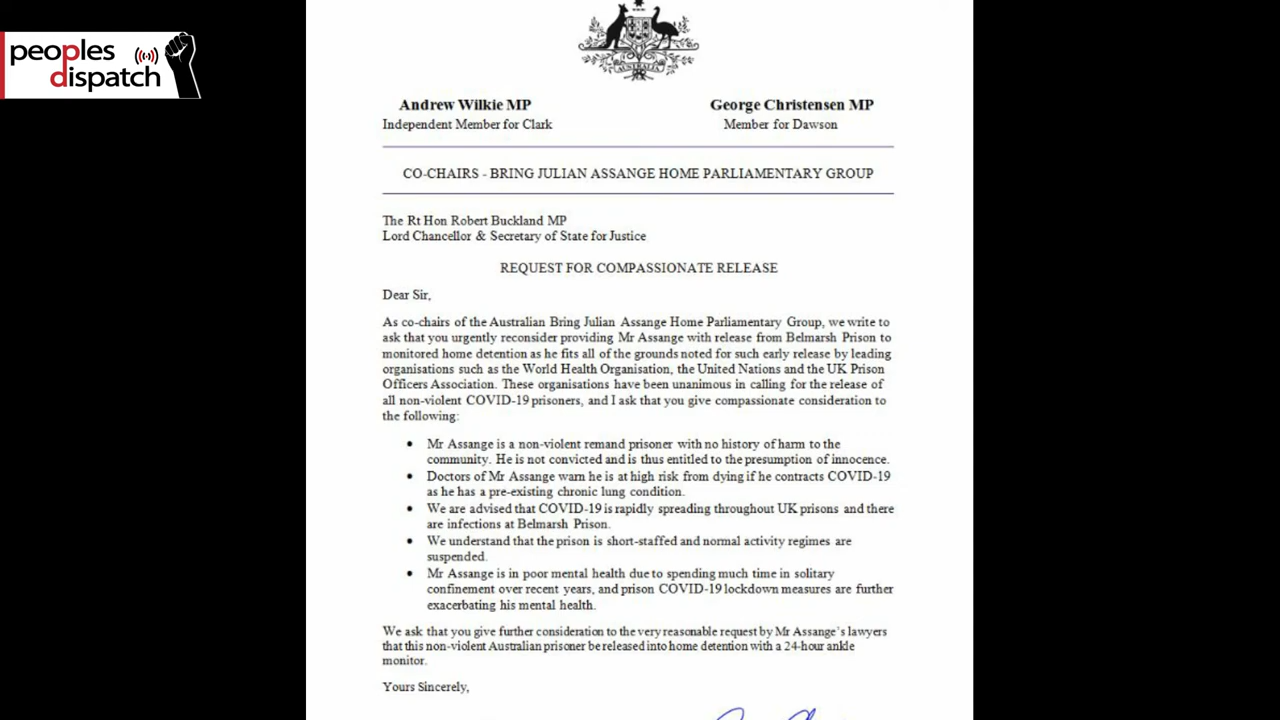 peoples
dispatch
AUSTRALIA
Andrew Wilkie MP
George Christensen MP
Independent Member for Clark
Member for Dawson
CO-CHAIRS - BRING JULIAN ASSANGE HOME PARLIAMENTARY GROUP
The Rt Hon Robert Buckland MP
Lord Chancellor & Secretary of State for Justice
REQUEST FOR COMPASSIONATE RELEASE
Dear Sir,
As co-chairs of the Australian Bring Julian Assange Home Parliamentary Group, we write to
ask that you urgently reconsider providing Mr Assange with release from Belmarsh Prison to
monitored home detention as he fits all of the grounds noted for such early release by leading
organisations such as the World Health Organisation, the United Nations and the UK Prison
Officers Association. These organisations have been unanimous in calling for the release of
all non-violent COVID-19 prisoners, and I ask that you give compassionate consideration to
the following:
• Mr Assange is a non-violent remand prisoner with no history of harm to the
community. He is not convicted and is thus entitled to the presumption of innocence.
• Doctors of Mr Assange warn he is at high risk from dying if he contracts COVID-19
as he has a pre-existing chronic lung condition.
• We are advised that COVID-19 is rapidly spreading throughout UK prisons and there
are infections at Belmarsh Prison.
• We understand that the prison is short-staffed and normal activity regimes are
suspended.
• Mr Assange is in poor mental health due to spending much time in solitary
confinement over recent years, and prison COVID-19 lockdown measures are further
exacerbating his mental health.
We ask that you give further consideration to the very reasonable request by Mr Assange's lawyers
that this non-violent Australian prisoner be released into home detention with a 24-hour ankle
monitor.
Yours Sincerely,